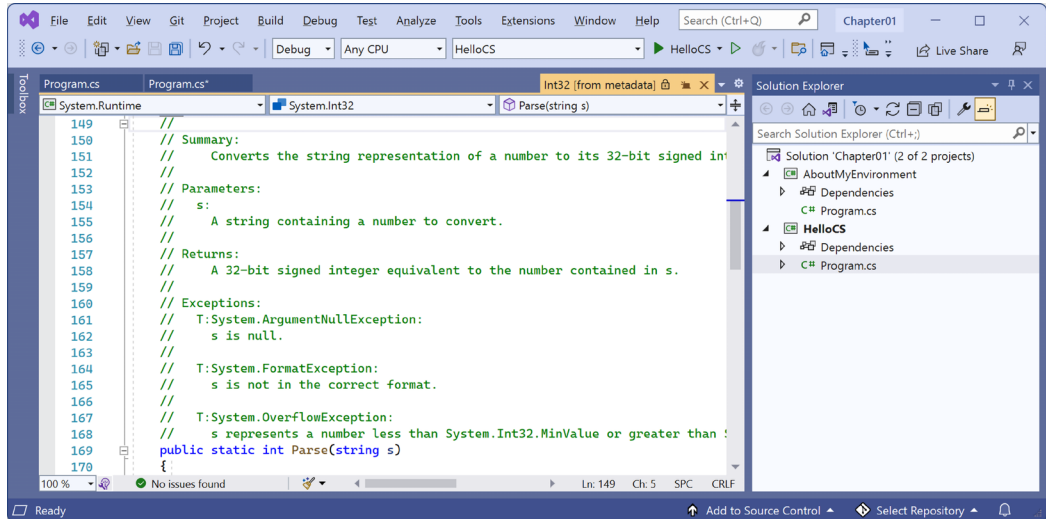 File Edit View Git Project Build Debug Test Analyze Tools Extensions Window Help Search (Ctrl+Q) Chapter01
Debug Any CPU HelloCS HelloCS Live Share
Toolbox
Program.cs Program.cs* Int32 [from metadata]
System.Runtime System.Int32 Parse(string s)
149 //
150 // Summary:
151 // Converts the string representation of a number to its 32-bit signed int
152 //
153 // Parameters:
154 // s:
155 // A string containing a number to convert.
156 //
157 // Returns:
158 // A 32-bit signed integer equivalent to the number contained in s.
159 //
160 // Exceptions:
161 // T:System.ArgumentNullException:
162 // s is null.
163 //
164 // T:System.FormatException:
165 // s is not in the correct format.
166 //
167 // T:System.OverflowException:
168 // s represents a number less than System.Int32.MinValue or greater than
169 public static int Parse(string s)
170 {
100 % No issues found Ln: 149 Ch: 5 SPC CRLF
Solution Explorer
Search Solution Explorer (Ctrl+;)
Solution 'Chapter01' (2 of 2 projects)
C# AboutMyEnvironment
Dependencies
C# Program.cs
C# HelloCS
Dependencies
C# Program.cs
Ready Add to Source Control Select Repository